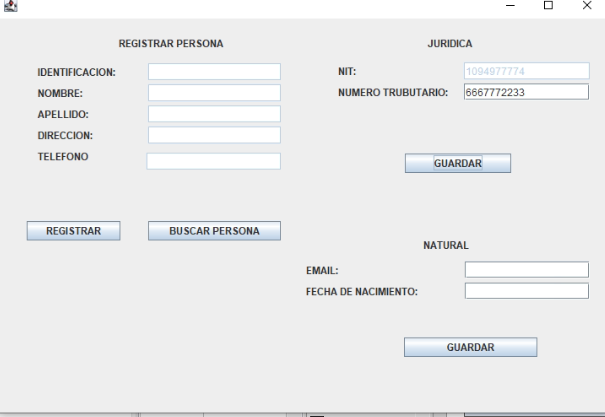 REGISTRAR PERSONA
IDENTIFICACION:
NOMBRE:
APELLIDO:
DIRECCION:
TELEFONO
REGISTRAR
BUSCAR PERSONA
JURIDICA
NIT: 1094977774
NUMERO TRUBUTARIO: 6667772233
GUARDAR
NATURAL
EMAIL:
FECHA DE NACIMIENTO:
GUARDAR